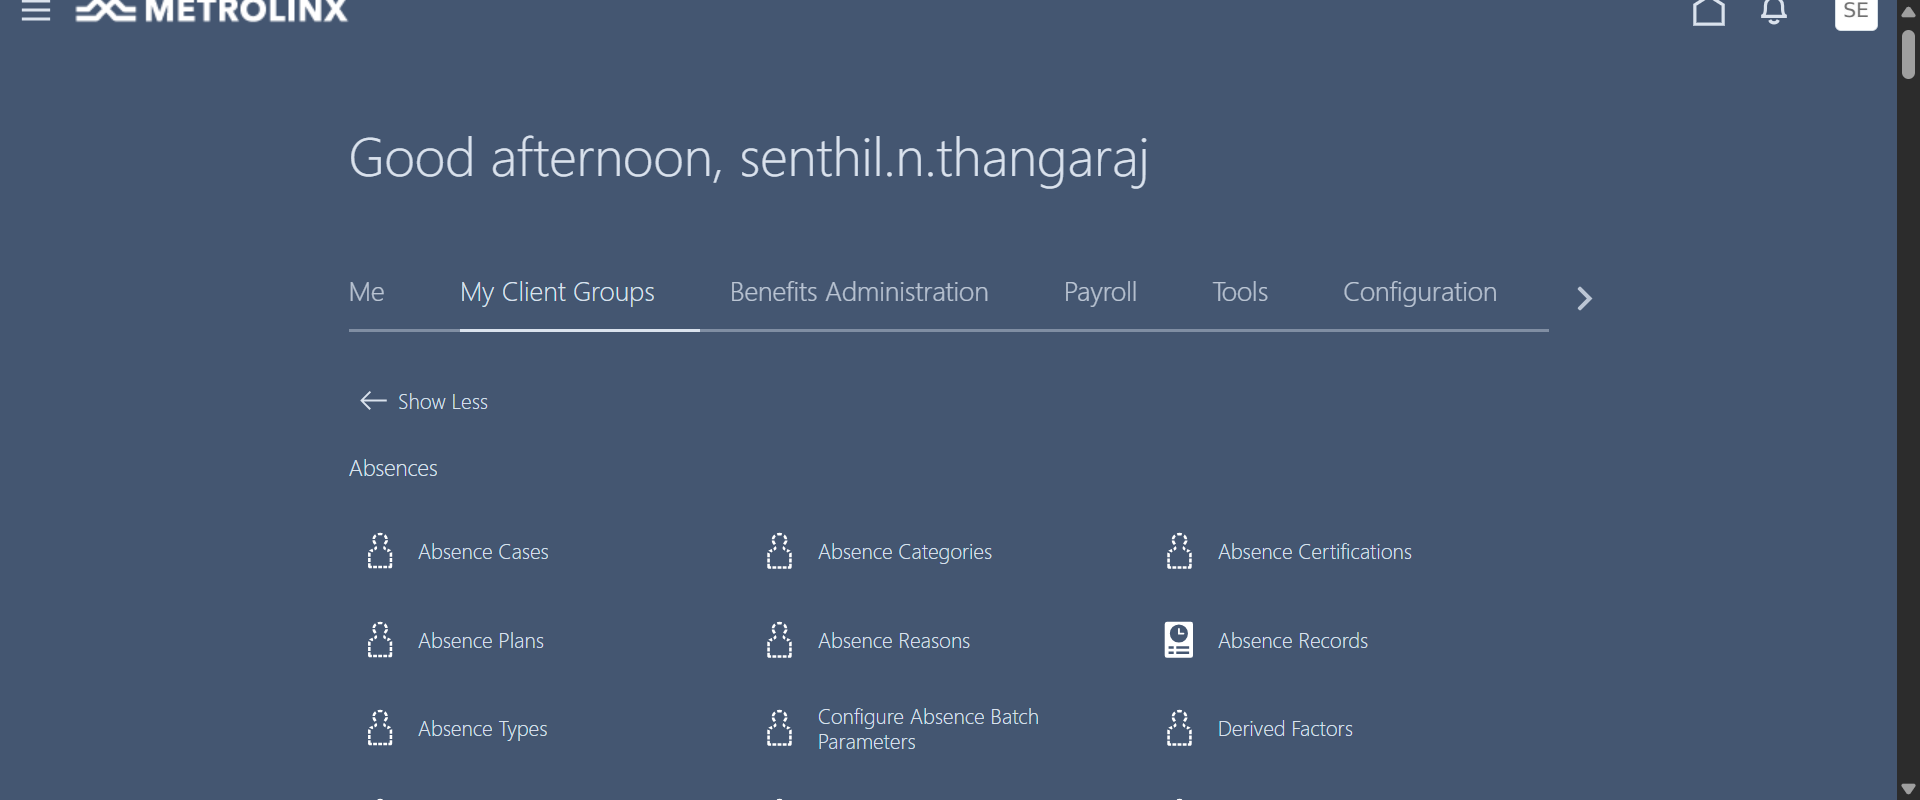 METROLINX
SE
Good afternoon, senthil.n.thangaraj
Me My Client Groups Benefits Administration Payroll Tools Configuration
Show Less
Absences
Absence Cases Absence Categories Absence Certifications
Absence Plans Absence Reasons Absence Records
Absence Types Configure Absence Batch Derived Factors
Parameters